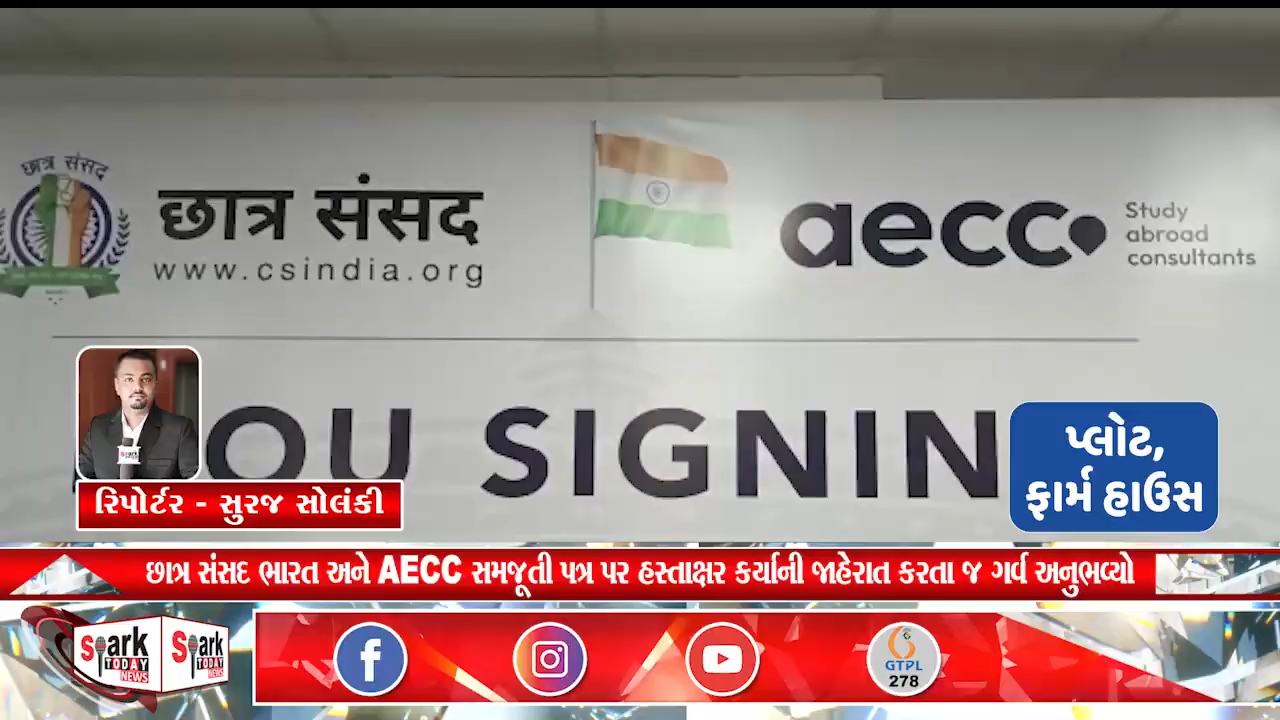 छात्र संसद
छात्र संसद
www.csindia.org
aecc
Study
abroad
consultants
OU SIGNIN
પ્લોટ,
ફાર્મ હાઉસ
રિપોર્ટર - સુરજ સોલંકી
છાત્ર સંસદ ભારત અને AECC સમજૂતી પત્ર પર હસ્તાક્ષર કર્યાની જાહેરાત કરતા જ ગર્વ અનુભવ્યો
Spark
TODAY
NEWS
Spark
TODAY
NEWS
GTPL
278